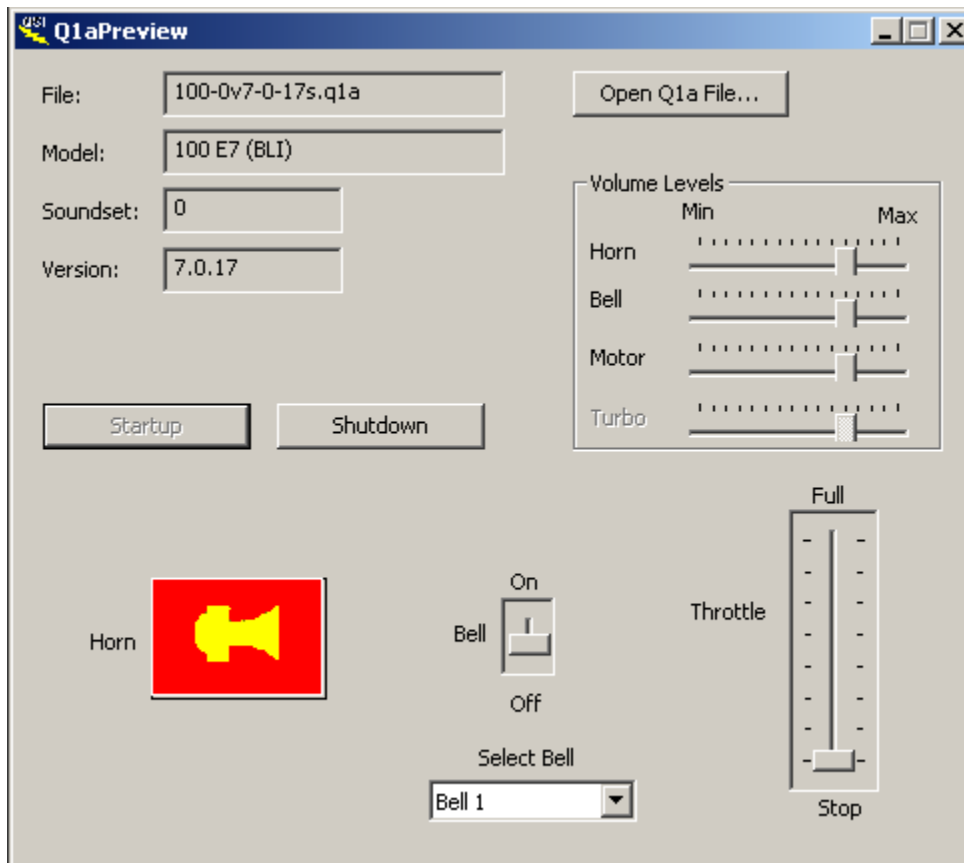 QSI Q1aPreview
File: 100-0v7-0-17s.q1a Open Q1a File...
Model: 100 E7 (BLI)
Soundset: 0
Version: 7.0.17
Volume Levels
Min Max
Horn
Bell
Motor
Turbo
Startup Shutdown
Full
Throttle
Stop
Horn
On
Bell
Off
Select Bell
Bell 1